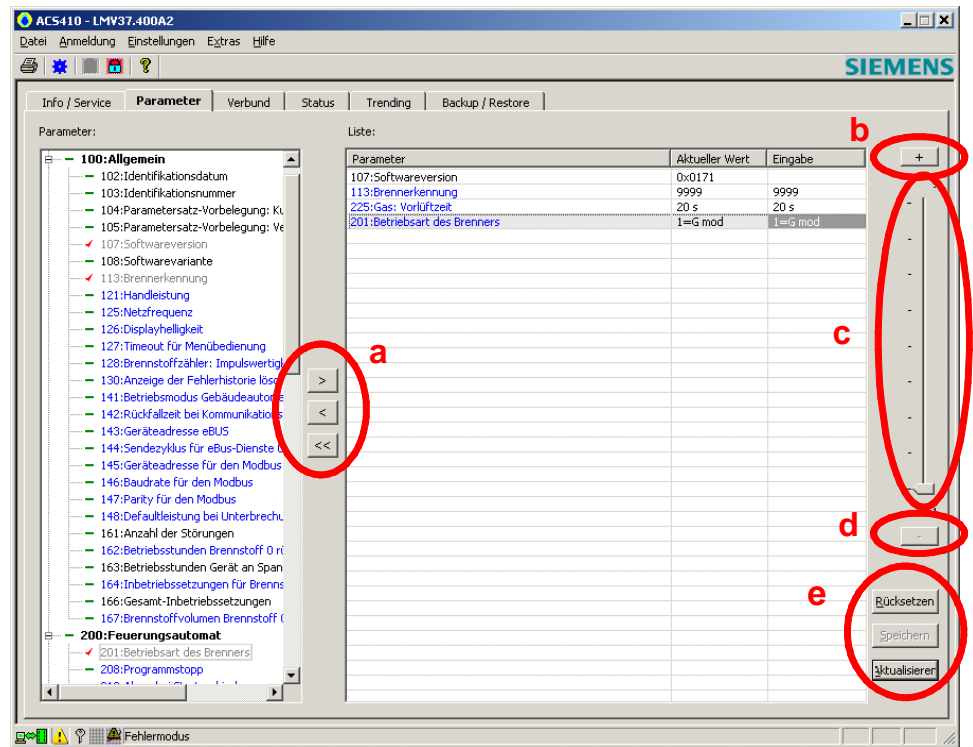 ACS410 - LMV37.400A2
Datei Anmeldung Einstellungen Extras Hilfe
SIEMENS
Info / Service Parameter Verbund Status Trending Backup / Restore
Parameter:
Liste:
100:Allgemein
102:Identifikationsdatum
103:Identifikationsnummer
104:Parametersatz-Vorbelegung: Ku
105:Parametersatz-Vorbelegung: Ve
107:Softwareversion
108:Softwarevariante
113:Brennerkennung
121:Handleistung
125:Netzfrequenz
126:Displayhelligkeit
127:Timeout für Menübedienung
128:Brennstoffzähler: Impulswertig
130:Anzeige der Fehlerhistorie lösc
141:Betriebsmodus Gebäudeautome
142:Rückfallzeit bei Kommunikations
143:Geräteadresse eBUS
144:Sendezyklus für eBus-Dienste
145:Geräteadresse für den Modbus
146:Baudrate für den Modbus
147:Parity für den Modbus
148:Defaultleistung bei Unterbrechu
161:Anzahl der Störungen
162:Betriebsstunden Brennstoff 0 rü
163:Betriebsstunden Gerät an Span
164:Inbetriebssetzungen für Brenns
166:Gesamt-Inbetriebssetzungen
167:Brennstoffvolumen Brennstoff (
200:Feuerungsautomat
201:Betriebsart des Brenners
208:Programmstopp
a
>
<
<<
Parameter Aktueller Wert Eingabe
107:Softwareversion 0x0171
113:Brennerkennung 9999 9999
225:Gas: Vorlüftzeit 20 s 20 s
201:Betriebsart des Brenners 1=G mod 1=G mod
b
+
c
d
-
e
Rücksetzen
Speichern
Aktualisieren
Fehlermodus